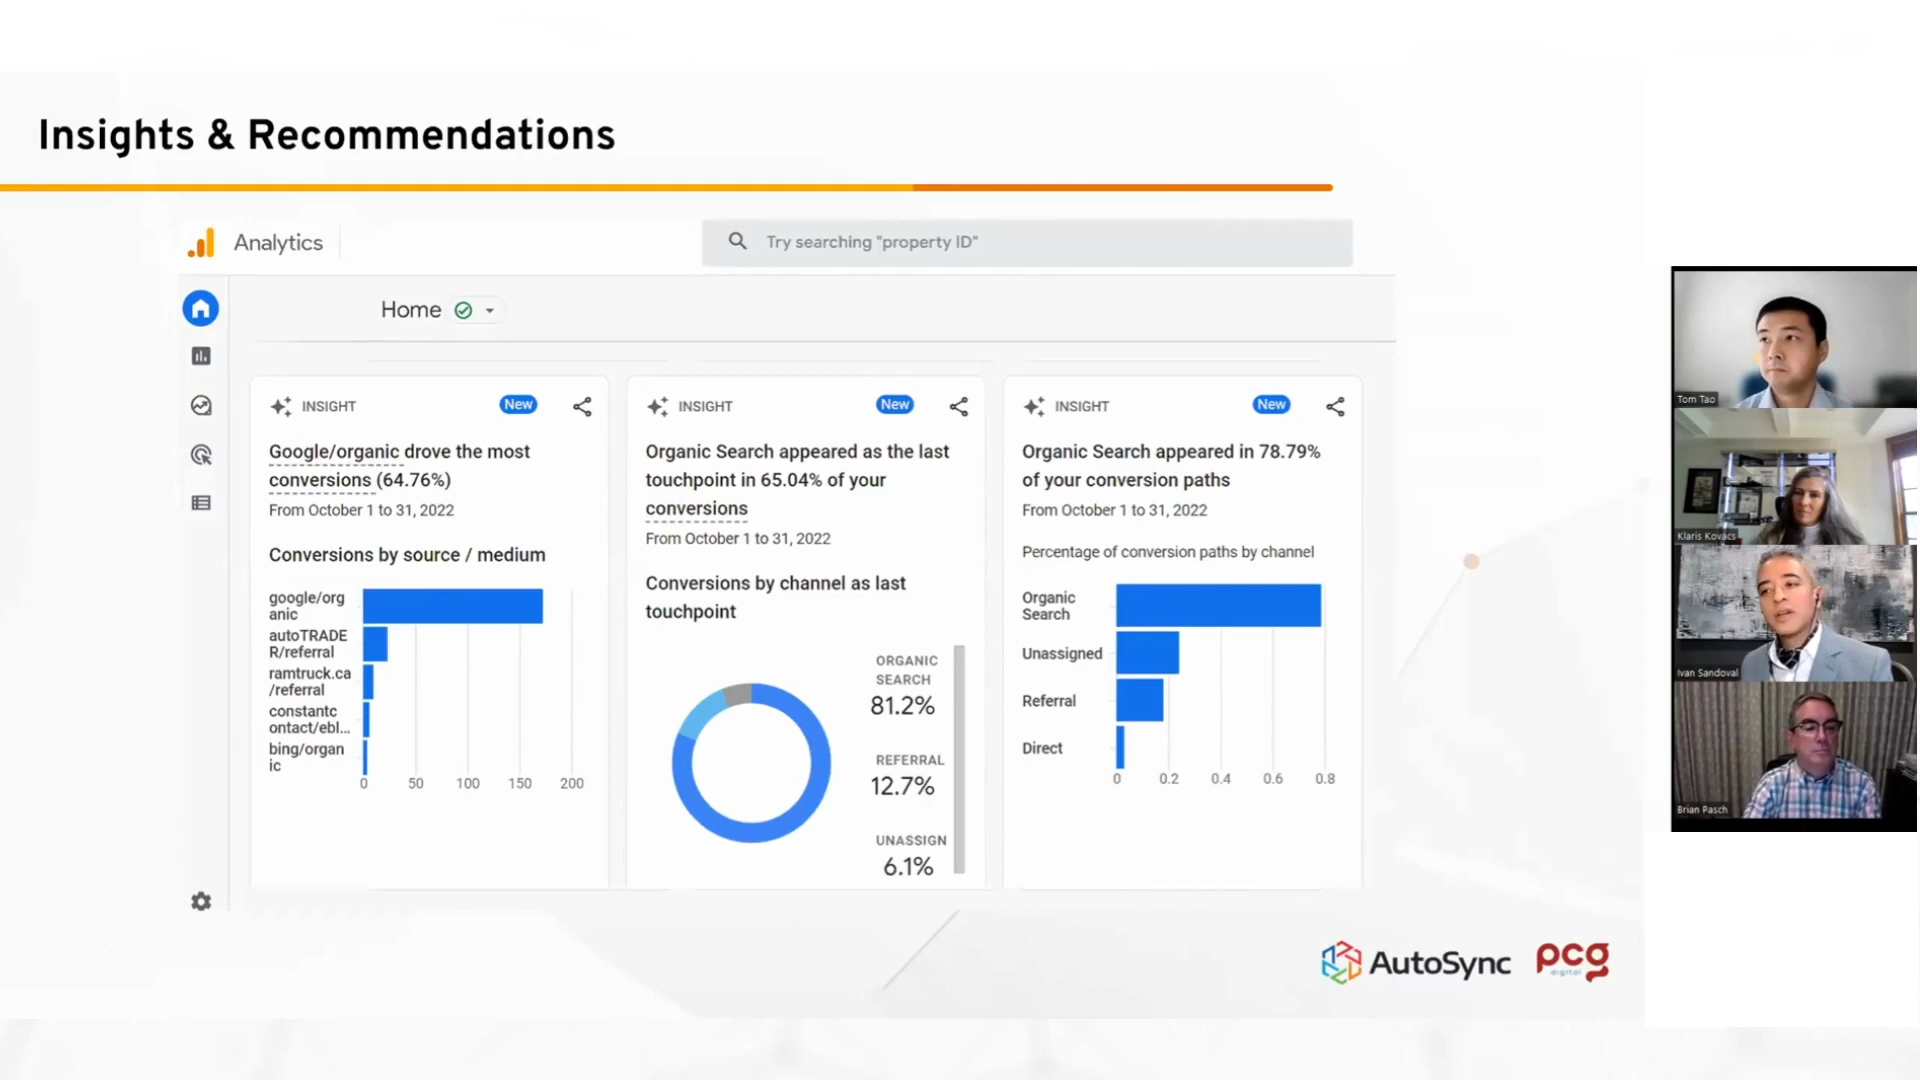 Insights & Recommendations
Analytics
Try searching "property ID"
Home
INSIGHT
New
Google/organic drove the most
conversions (64.76%)
From October 1 to 31, 2022
Conversions by source / medium
google/org
anic
autoTRADE
R/referral
ramtruck.ca
/referral
constantc
ontact/ebl...
bing/organ
ic
0
50
100
150
200
INSIGHT
New
Organic Search appeared as the last
touchpoint in 65.04% of your
conversions
From October 1 to 31, 2022
Conversions by channel as last
touchpoint
ORGANIC
SEARCH
81.2%
REFERRAL
12.7%
UNASSIGN
6.1%
INSIGHT
New
Organic Search appeared in 78.79%
of your conversion paths
From October 1 to 31, 2022
Percentage of conversion paths by channel
Organic
Search
Unassigned
Referral
Direct
0
0.2
0.4
0.6
0.8
Tom Tao
Klaris Kovacs
Ivan Sandoval
Brian Pasch
AutoSync
pcg
digital